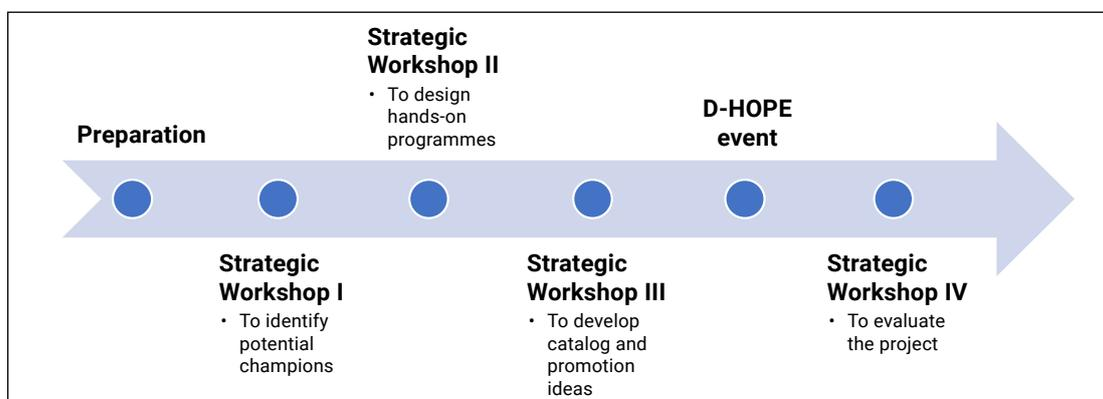 Preparation
Strategic
Workshop I
• To identify
potential
champions
Strategic
Workshop II
• To design
hands-on
programmes
Strategic
Workshop III
• To develop
catalog and
promotion
ideas
D-HOPE
event
Strategic
Workshop IV
• To evaluate
the project